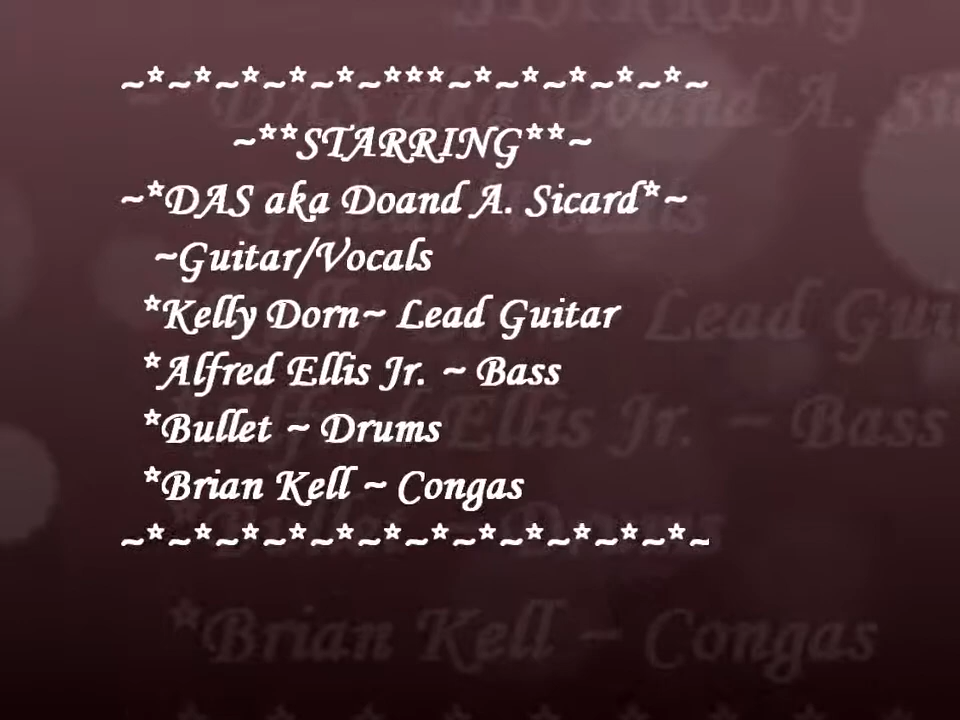 ~*~*~*~*~*~***~*~*~*~*~*~
~**STARRING**~
~*DAS aka Doand A. Sicard*~
~Guitar/Vocals
*Kelly Dorn~ Lead Guitar
*Alfred Ellis Jr. ~ Bass
*Bullet ~ Drums
*Brian Kell ~ Congas
~*~*~*~*~*~*~*~*~*~*~*~*~